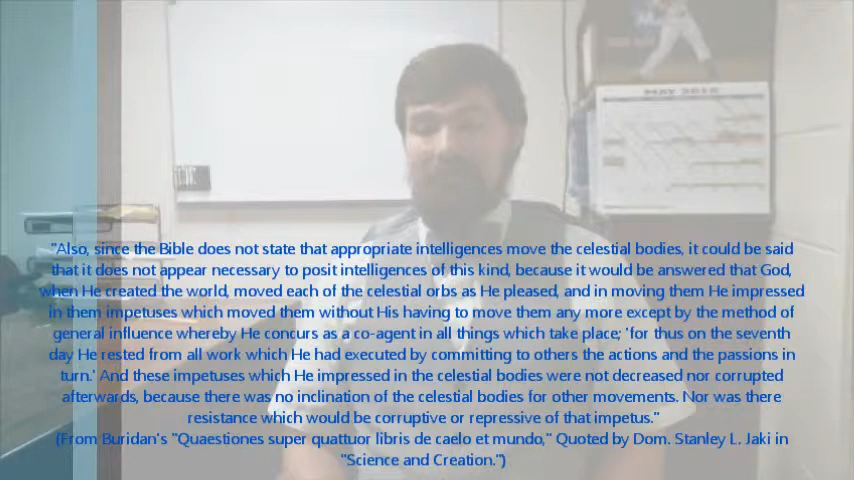 MAY 2015
"Also, since the Bible does not state that appropriate intelligences move the celestial bodies, it could be said
that it does not appear necessary to posit intelligences of this kind, because it would be answered that God,
when He created the world, moved each of the celestial orbs as He pleased, and in moving them He impressed
in them impetuses which moved them without His having to move them any more except by the method of
general influence whereby He concurs as a co-agent in all things which take place; 'for thus on the seventh
day He rested from all work which He had executed by committing to others the actions and the passions in
turn.' And these impetuses which He impressed in the celestial bodies were not decreased nor corrupted
afterwards, because there was no inclination of the celestial bodies for other movements. Nor was there
resistance which would be corruptive or repressive of that impetus."
(From Buridan's "Quaestiones super quattuor libris de caelo et mundo," Quoted by Dom. Stanley L. Jaki in
"Science and Creation.")